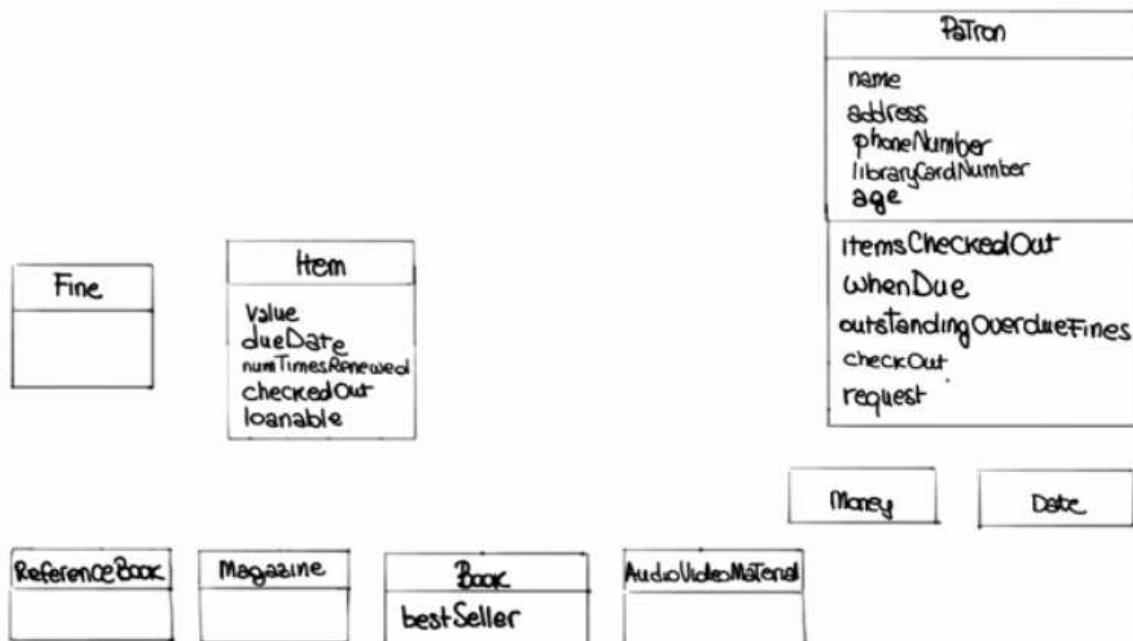 Patron
name
address
phoneNumber
libraryCardNumber
age
itemsCheckedOut
whenDue
outstandingOverdueFines
checkOut
request
Fine
Item
value
dueDate
numTimesRenewed
checkedOut
loanable
Money
Date
ReferenceBook
Magazine
Book
bestSeller
AudioVideoMaterial